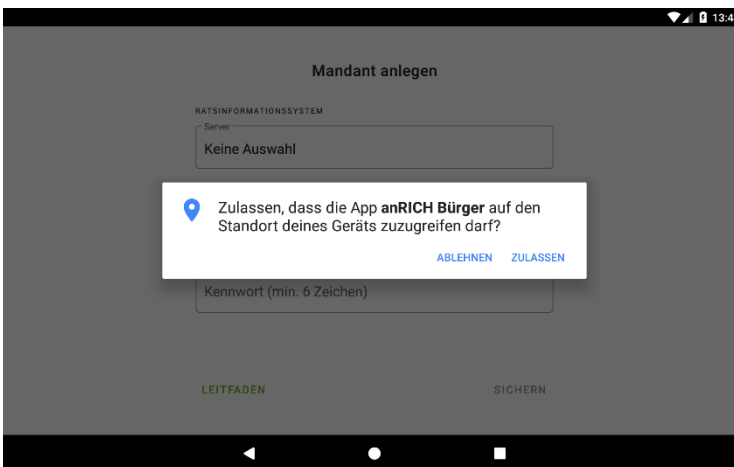 13:4
Mandant anlegen
RATSINFORMATIONSSYSTEM
Server
Keine Auswahl
Zulassen, dass die App anRICH Bürger auf den
Standort deines Geräts zuzugreifen darf?
ABLEHNEN ZULASSEN
Kennwort (min. 6 Zeichen)
LEITFADEN SICHERN